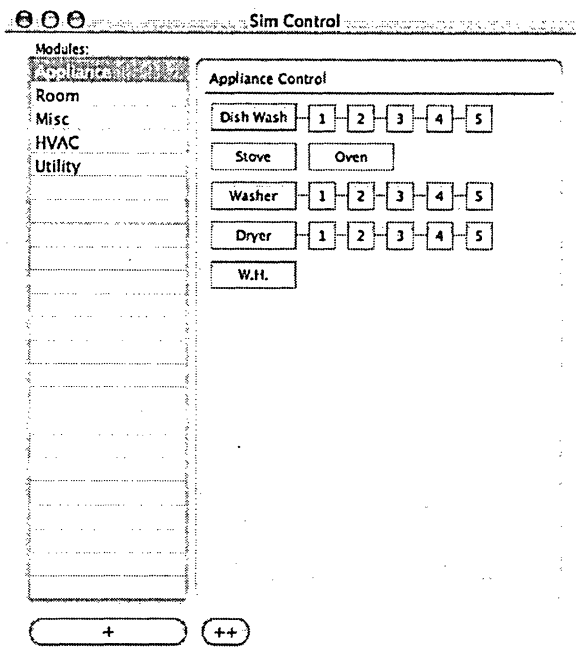 Sim Control
Modules:
Appliance
Room
Misc
HVAC
Utility
Appliance Control
Dish Wash 1 2 3 4 5
Stove Oven
Washer 1 2 3 4 5
Dryer 1 2 3 4 5
W.H.
+ ++